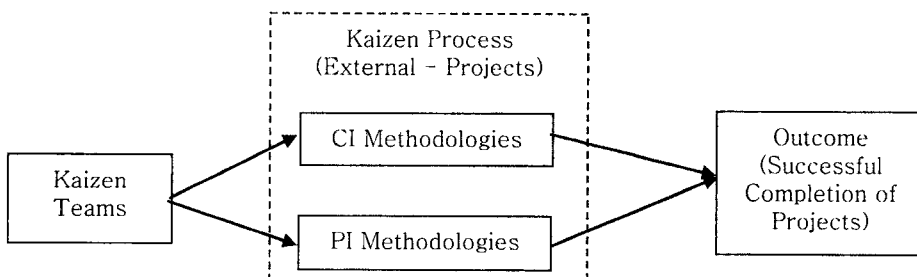 Kaizen Process
(External - Projects)
CI Methodologies
Kaizen
Teams
PI Methodologies
Outcome
(Successful
Completion of
Projects)